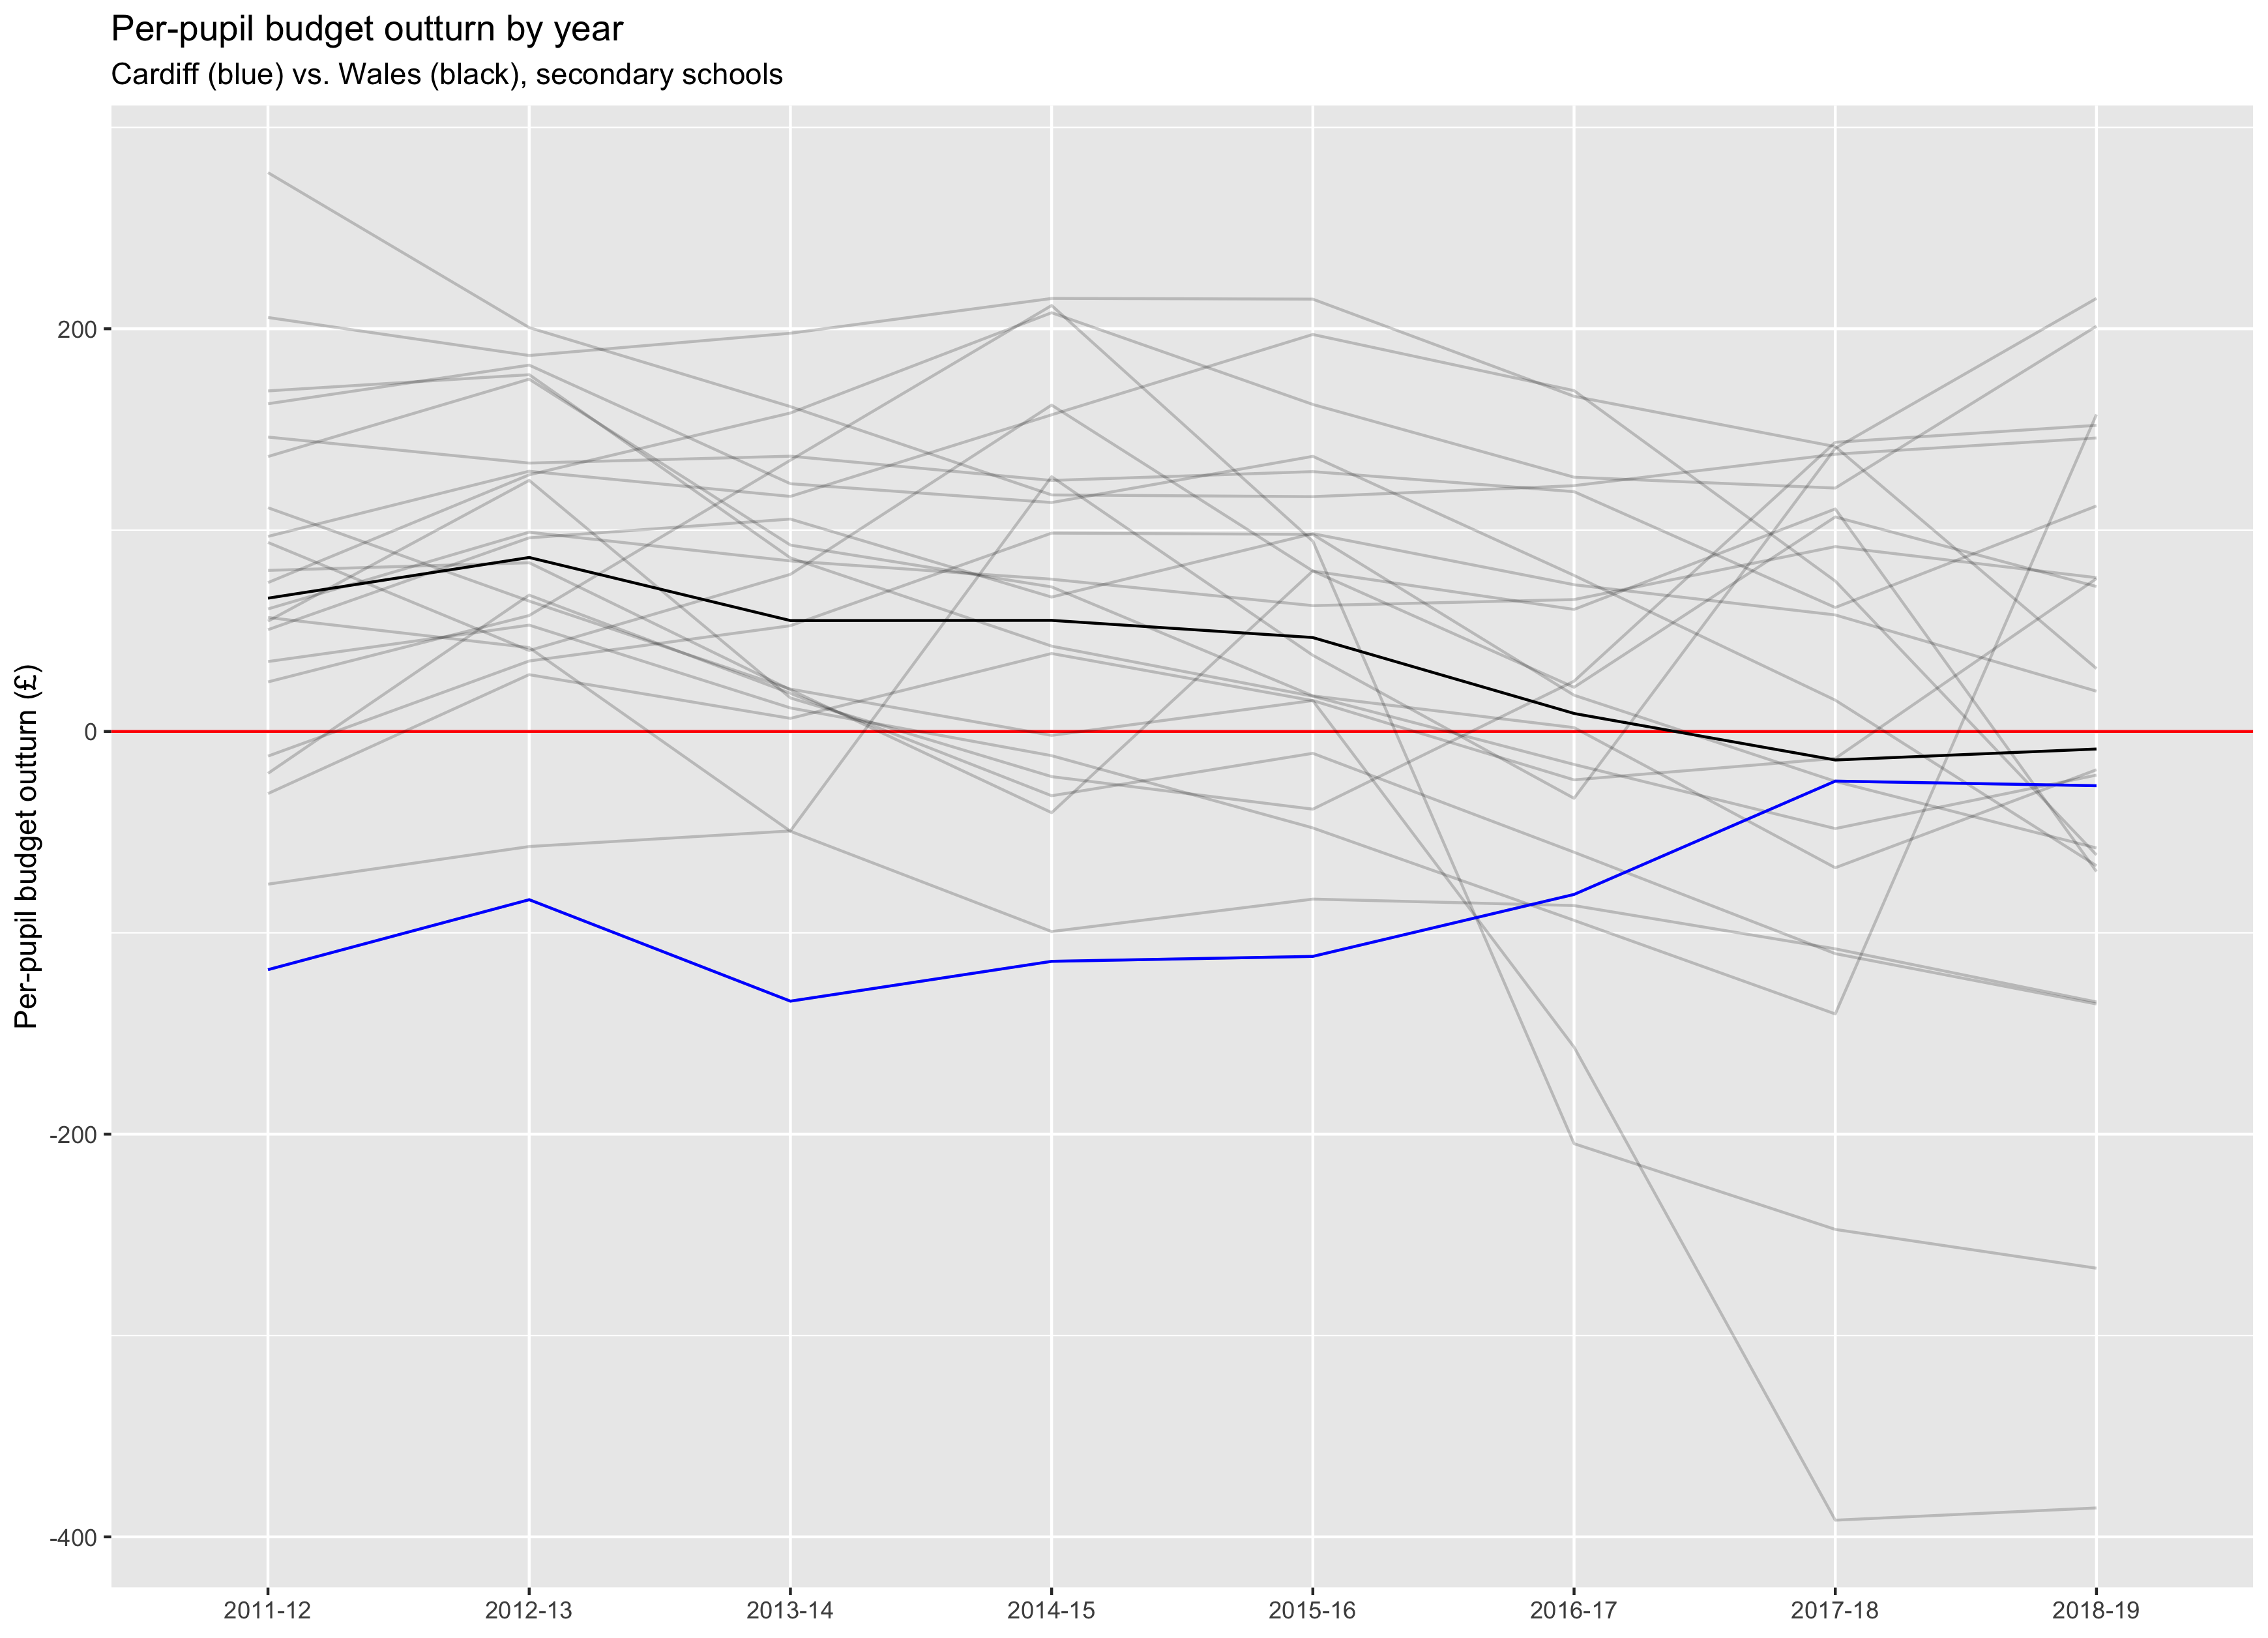 Per-pupil budget outturn by year
Cardiff (blue) vs. Wales (black), secondary schools
Per-pupil budget outturn (£)
200
0
-200
-400
2011-12 2012-13 2013-14 2014-15 2015-16 2016-17 2017-18 2018-19